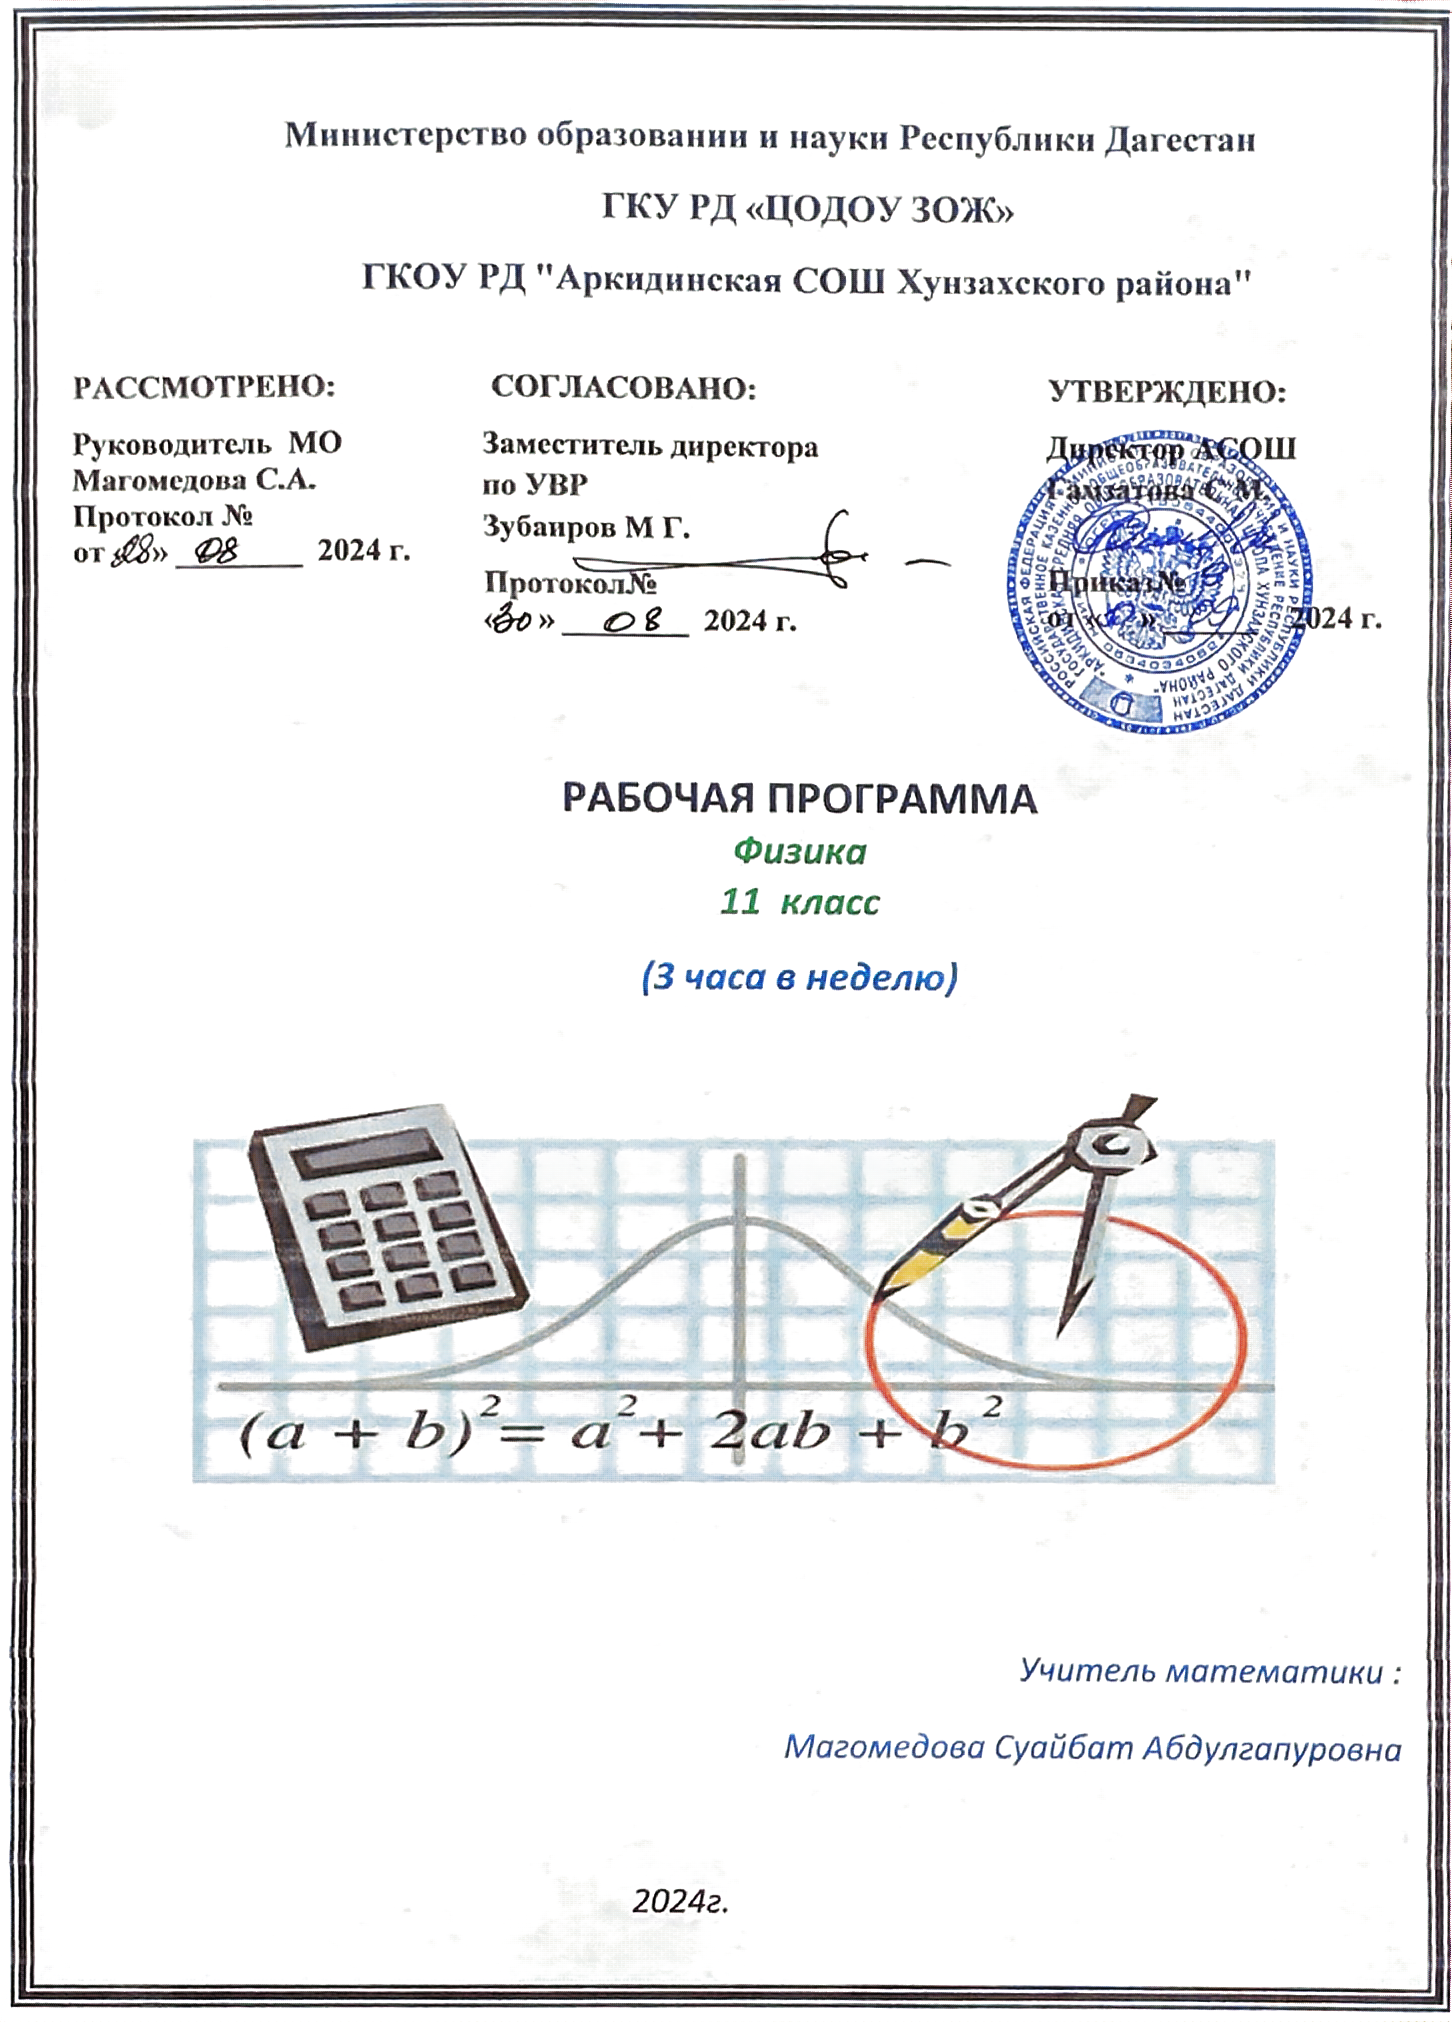 Министерство образовании и науки Республики Дагестан
ГКУ РД «ЦОДОУ ЗОЖ»
ГКОУ РД "Аркидинская СОШ Хунзахского района"
РАССМОТРЕНО:
Руководитель МО
Магомедова С.А.
Протокол №
от «28» 08 2024 г.
СОГЛАСОВАНО:
Заместитель директора
по УВР
Зубаиров М Г.
Протокол№
«30» 08 2024 г.
УТВЕРЖДЕНО:
Директор АСОШ
Приказ№
от « » 2024 г.
РАБОЧАЯ ПРОГРАММА
Физика
11 класс
(3 часа в неделю)
(a + b)²= a²+ 2ab + b²
Учитель математики :
Магомедова Суайбат Абдулгапуровна
2024г.